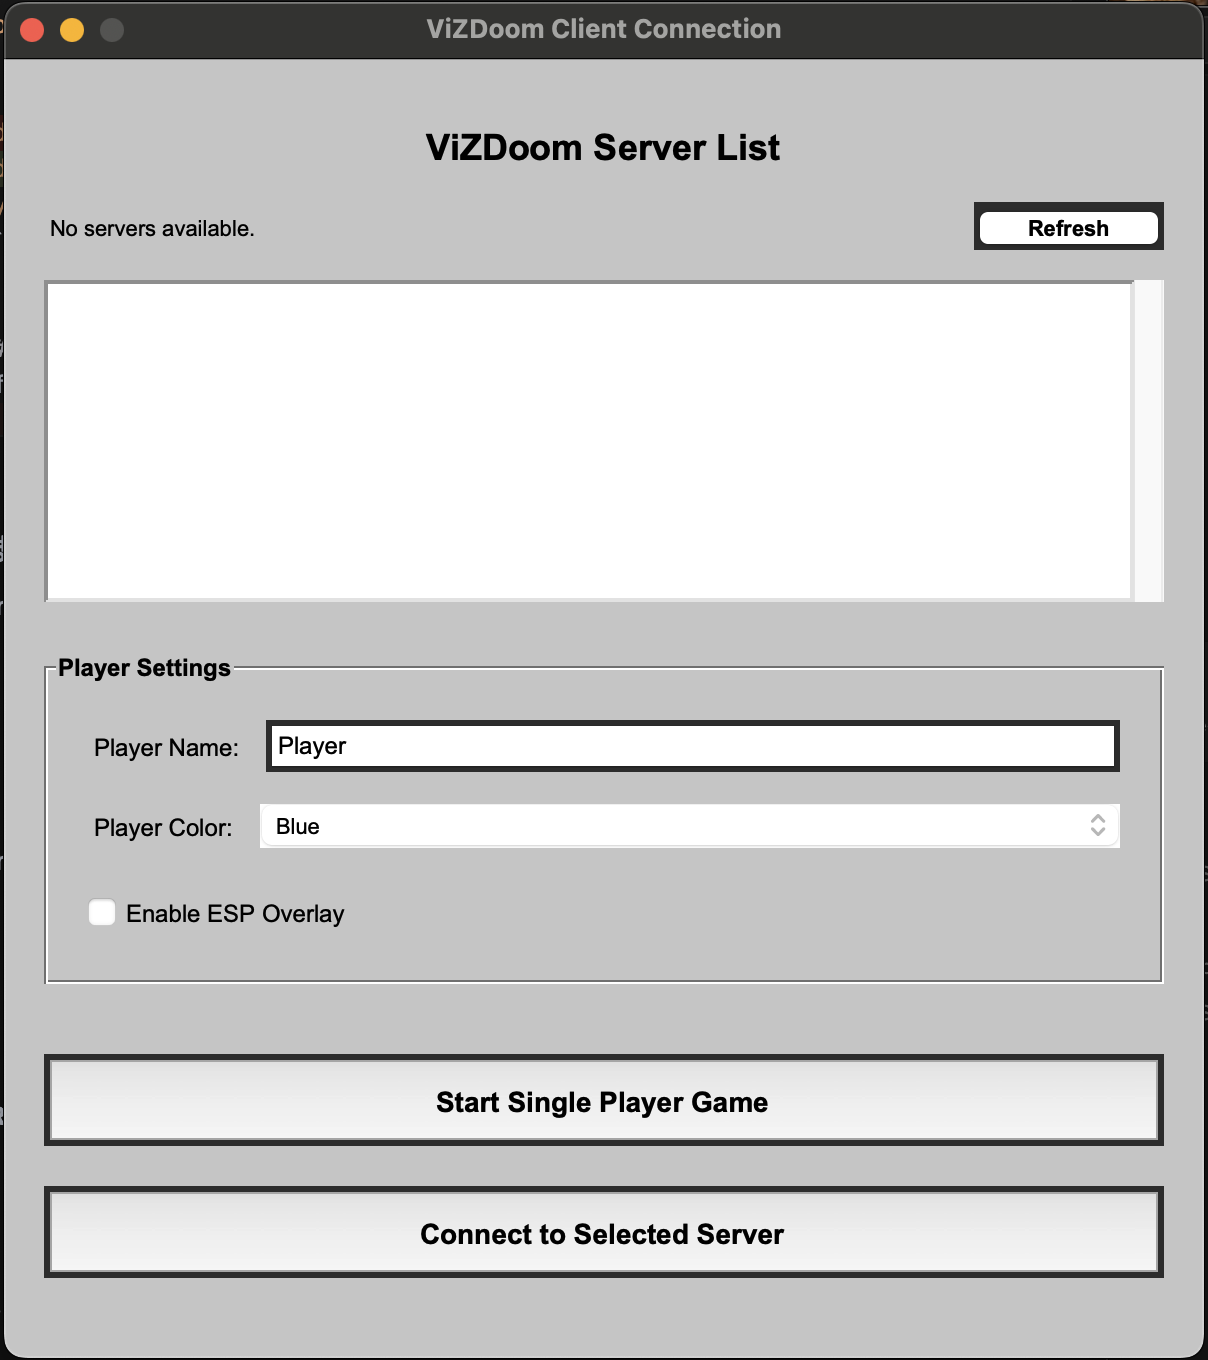 ViZDoom Client Connection
ViZDoom Server List
No servers available.
Refresh
Player Settings
Player Name:
Player
Player Color:
Blue
Enable ESP Overlay
Start Single Player Game
Connect to Selected Server